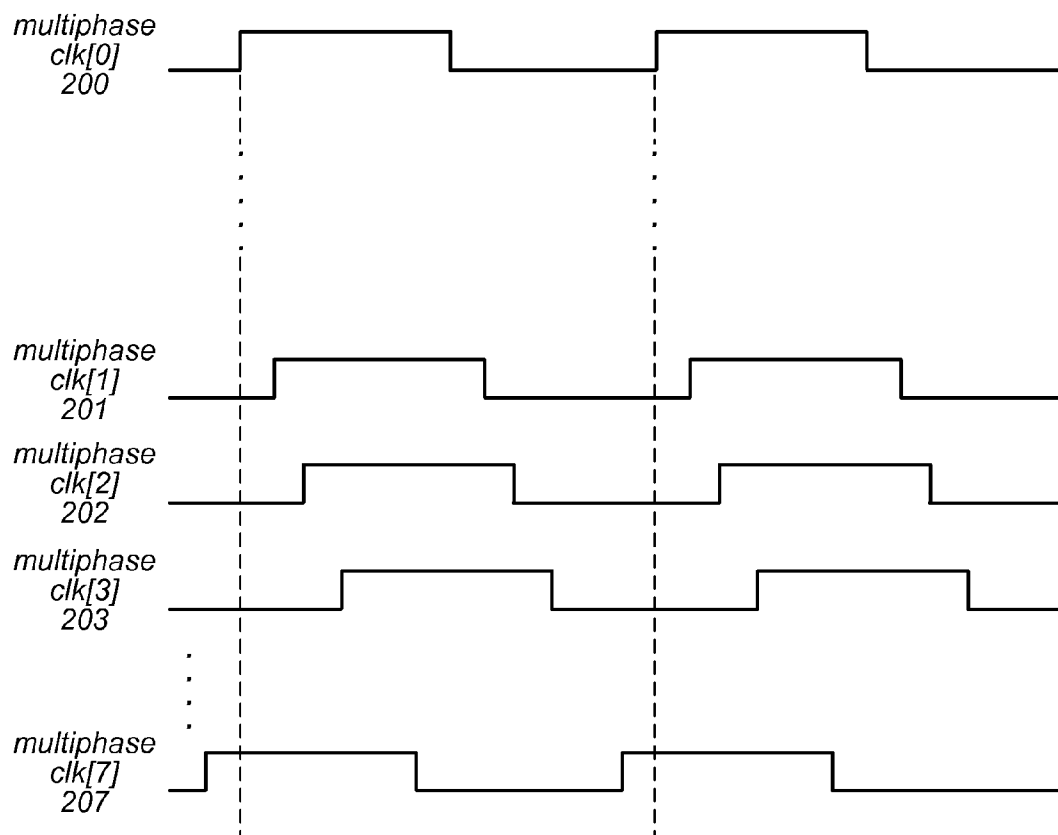 multiphase
clk[0]
200
multiphase
clk[1]
201
multiphase
clk[2]
202
multiphase
clk[3]
203
multiphase
clk[7]
207